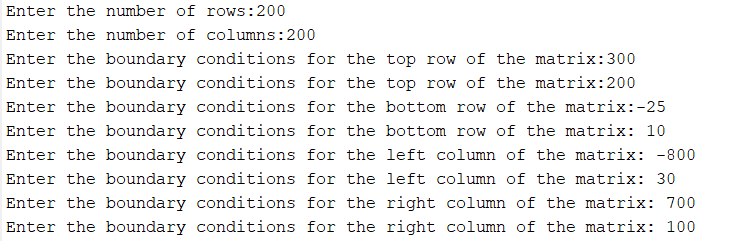 Enter the number of rows:200
Enter the number of columns:200
Enter the boundary conditions for the top row of the matrix:300
Enter the boundary conditions for the top row of the matrix:200
Enter the boundary conditions for the bottom row of the matrix:-25
Enter the boundary conditions for the bottom row of the matrix: 10
Enter the boundary conditions for the left column of the matrix: -800
Enter the boundary conditions for the left column of the matrix: 30
Enter the boundary conditions for the right column of the matrix: 700
Enter the boundary conditions for the right column of the matrix: 100